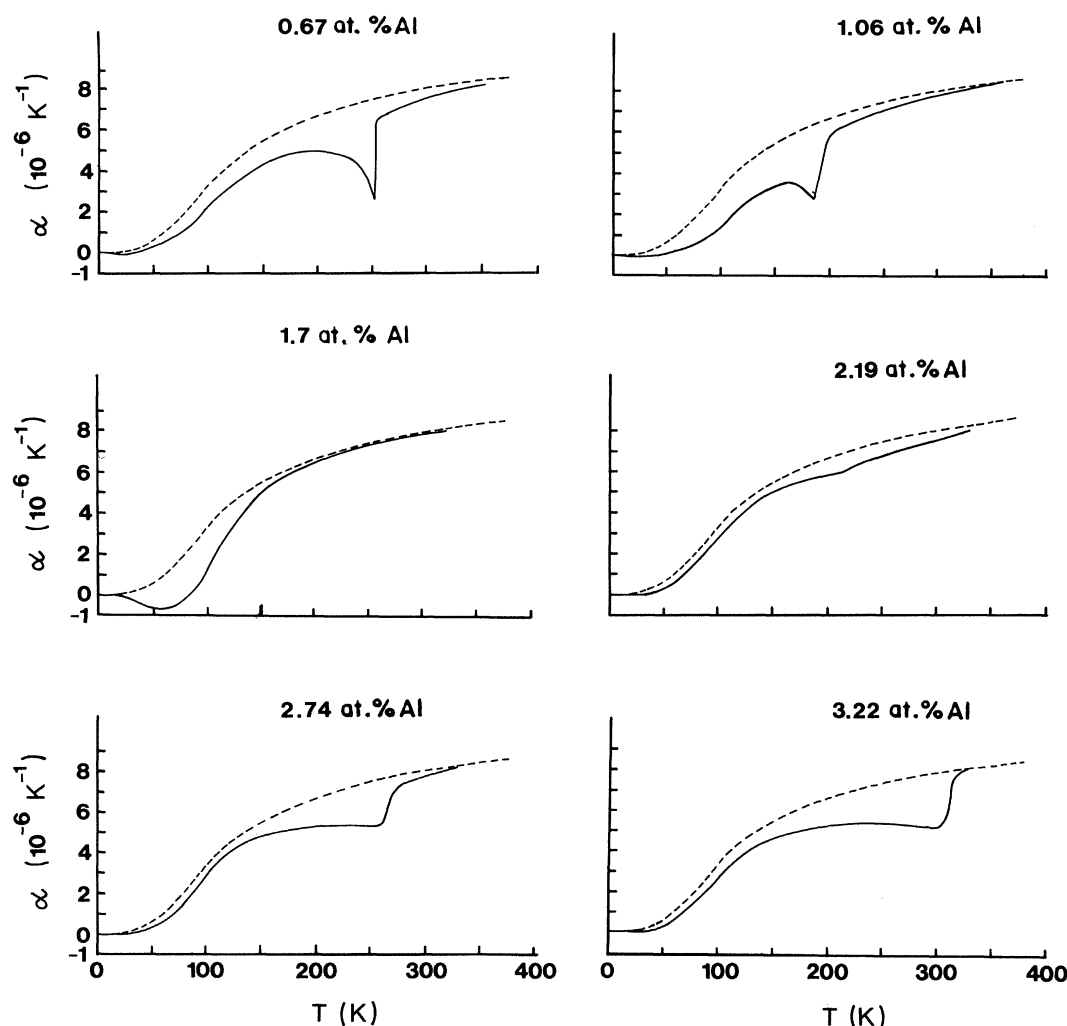 0.67 at. % Al
1.06 at. % Al
α (10⁻⁶ K⁻¹)
8
6
4
2
0
-1
1.7 at. % Al
2.19 at.% Al
α (10⁻⁶ K⁻¹)
8
6
4
2
0
-1
2.74 at.% Al
3.22 at.% Al
α (10⁻⁶ K⁻¹)
8
6
4
2
0
-1
0 100 200 300 400
0 100 200 300 400
T (K)
T (K)